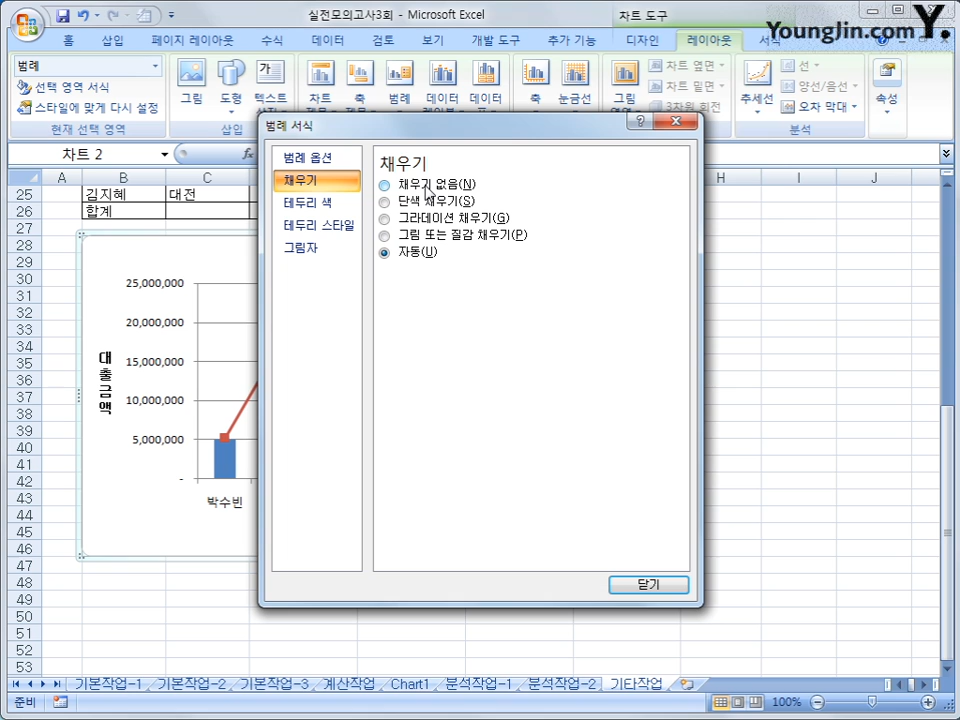 실전모의고사3회 - Microsoft Excel
차트 도구
YoungJin.com Y.
홈 삽입 페이지 레이아웃 수식 데이터 검토 보기 개발 도구 추가 기능 디자인 레이아웃 서식
범례
선택 영역 서식
스타일에 맞게 다시 설정
현재 선택 영역
그림 도형 텍스트
삽입
차트 축 범례 데이터 데이터
축 눈금선
그림
차트 옆면
차트 밑면
3차원 회전
추세선
선
양선/음선
오차 막대
분석
속성
차트 2
fx
범례 서식
범례 옵션
채우기
테두리 색
테두리 스타일
그림자
채우기
채우기 없음(N)
단색 채우기(S)
그라데이션 채우기(G)
그림 또는 질감 채우기(P)
자동(U)
닫기
A B C H I J
25 김지혜 대전
26 합계
27
28
29
30
31
32
33
34
35
36
37
38
39
40
41
42
43
44
45
46
47
48
49
50
51
52
53
25,000,000
20,000,000
15,000,000
10,000,000
5,000,000
-
대출금액
박수빈
기본작업-1 기본작업-2 기본작업-3 계산작업 Chart1 분석작업-1 분석작업-2 기타작업
준비
100%